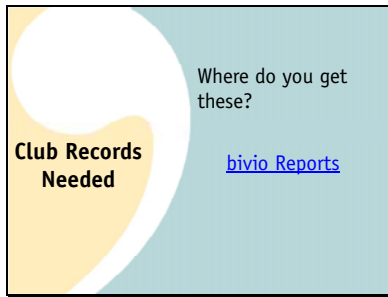 Where do you get
these?
Club Records
Needed
bivio Reports